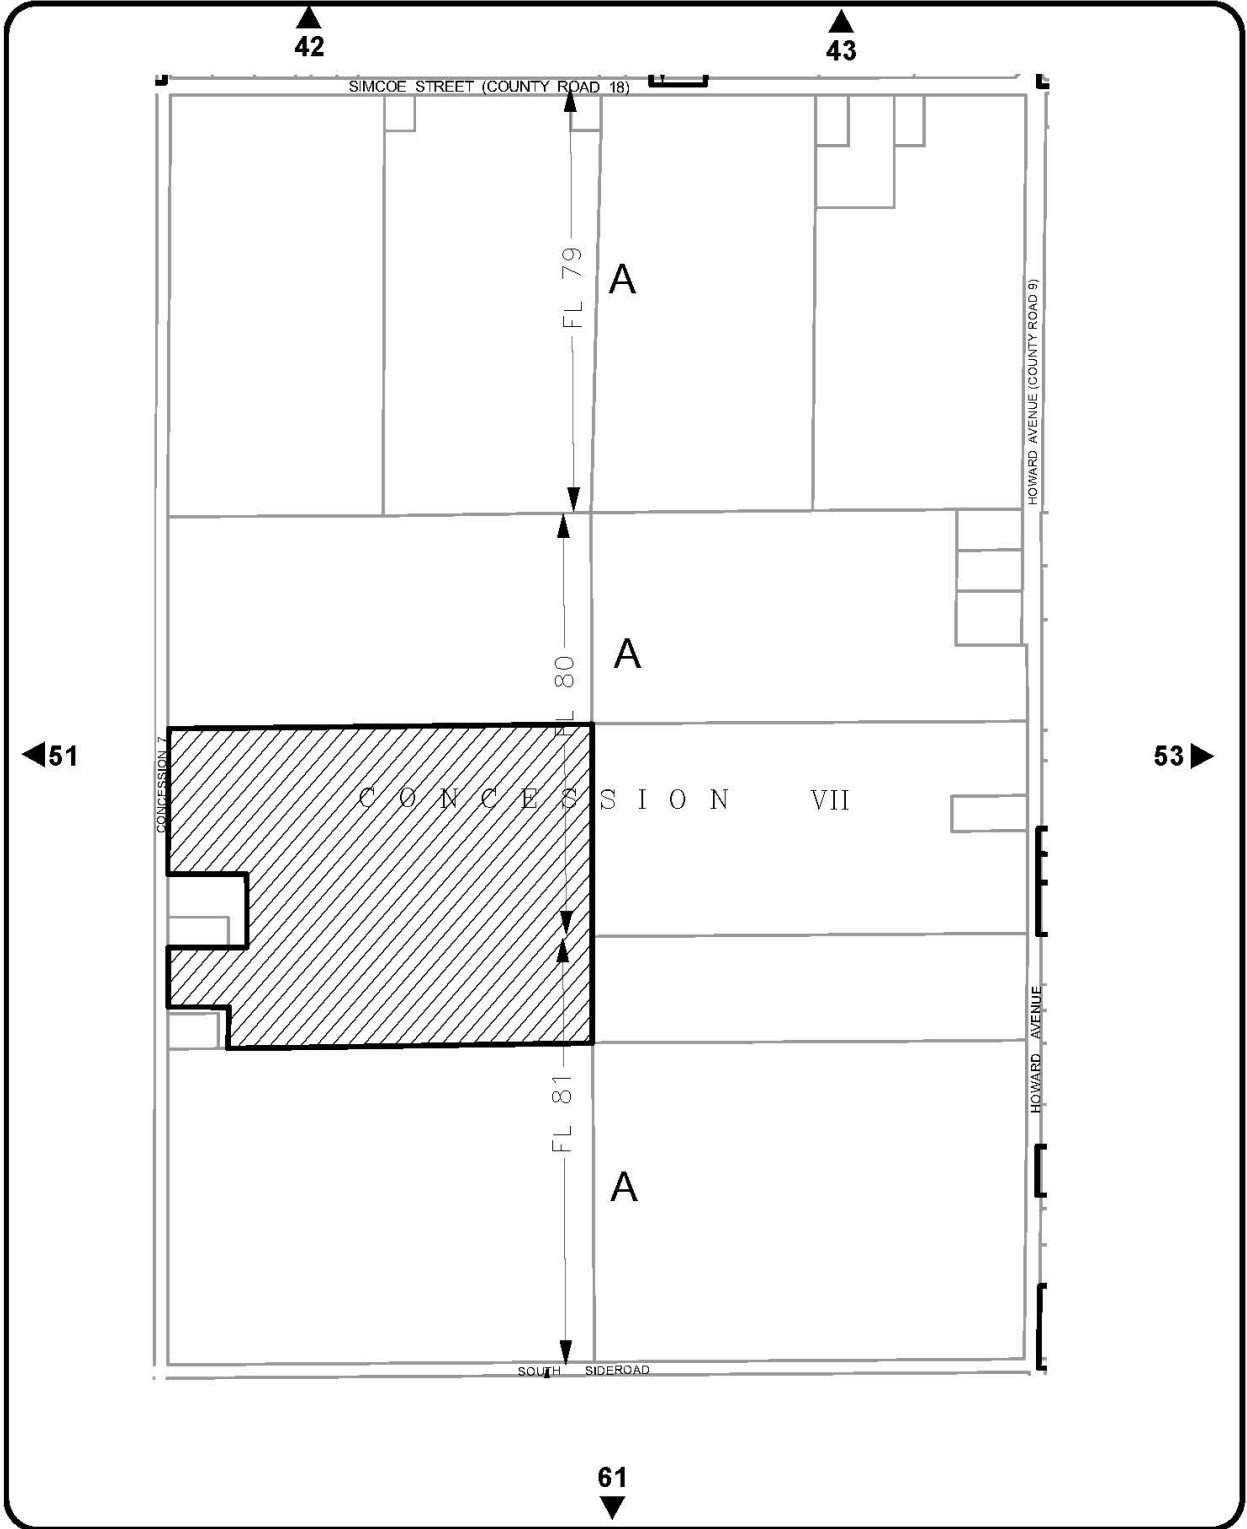 42
43
SIMCOE STREET (COUNTY ROAD 18)
FL 79
A
HOWARD AVENUE (COUNTY ROAD 9)
FL 80
A
51
53
CONCESSION 7
CONCESSION VII
HOWARD AVENUE
FL 81
A
SOUTH SIDEROAD
61